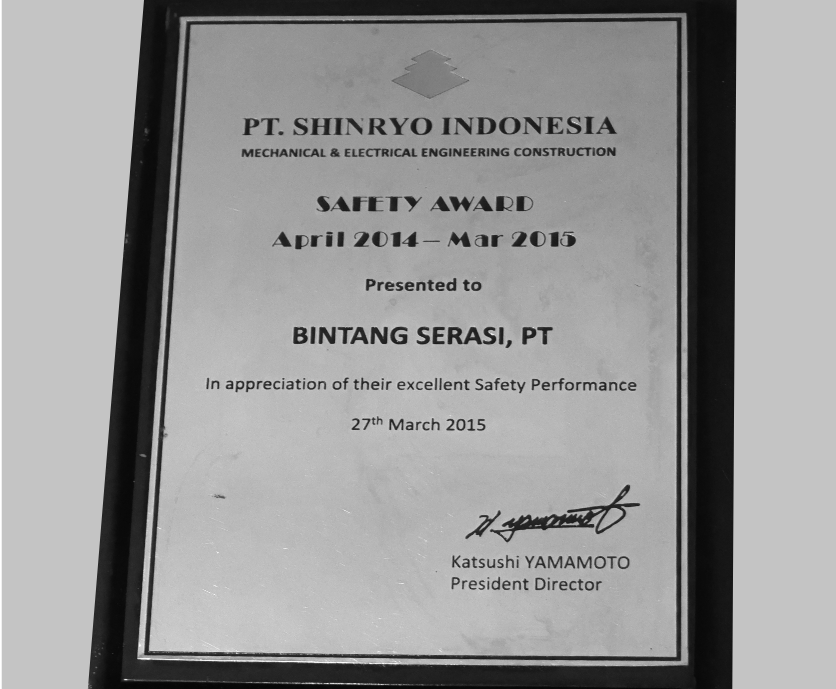 PT. SHINRYO INDONESIA
MECHANICAL & ELECTRICAL ENGINEERING CONSTRUCTION
SAFETY AWARD
April 2014 – Mar 2015
Presented to
BINTANG SERASI, PT
In appreciation of their excellent Safety Performance
27th March 2015
K. Yamamoto
Katsushi YAMAMOTO
President Director